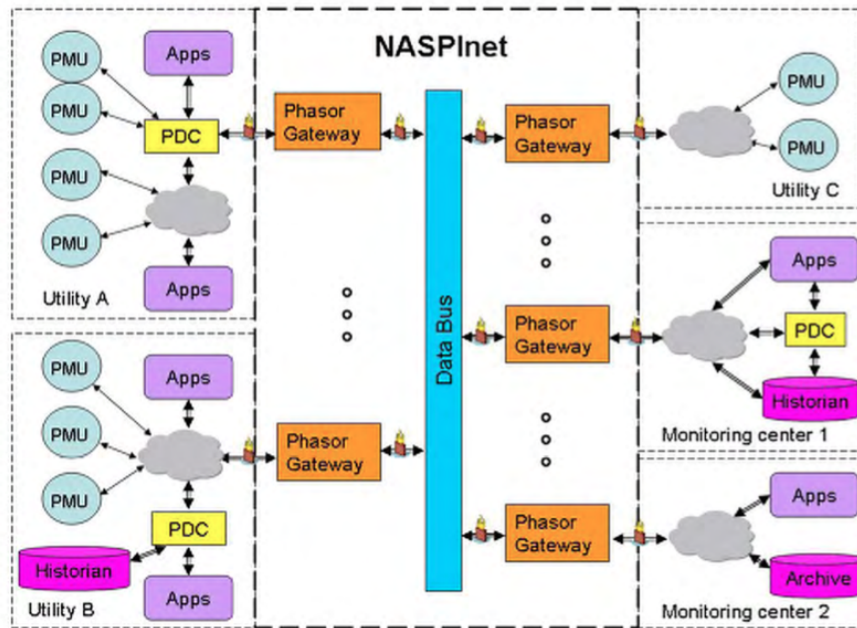 NASPInet
PMU
PMU
PMU
PMU
Apps
PDC
Apps
Utility A
PMU
PMU
PMU
Apps
PDC
Historian
Apps
Utility B
Phasor
Gateway
Phasor
Gateway
Data Bus
Phasor
Gateway
Phasor
Gateway
Phasor
Gateway
PMU
PMU
Utility C
Apps
PDC
Historian
Monitoring center 1
Apps
Archive
Monitoring center 2